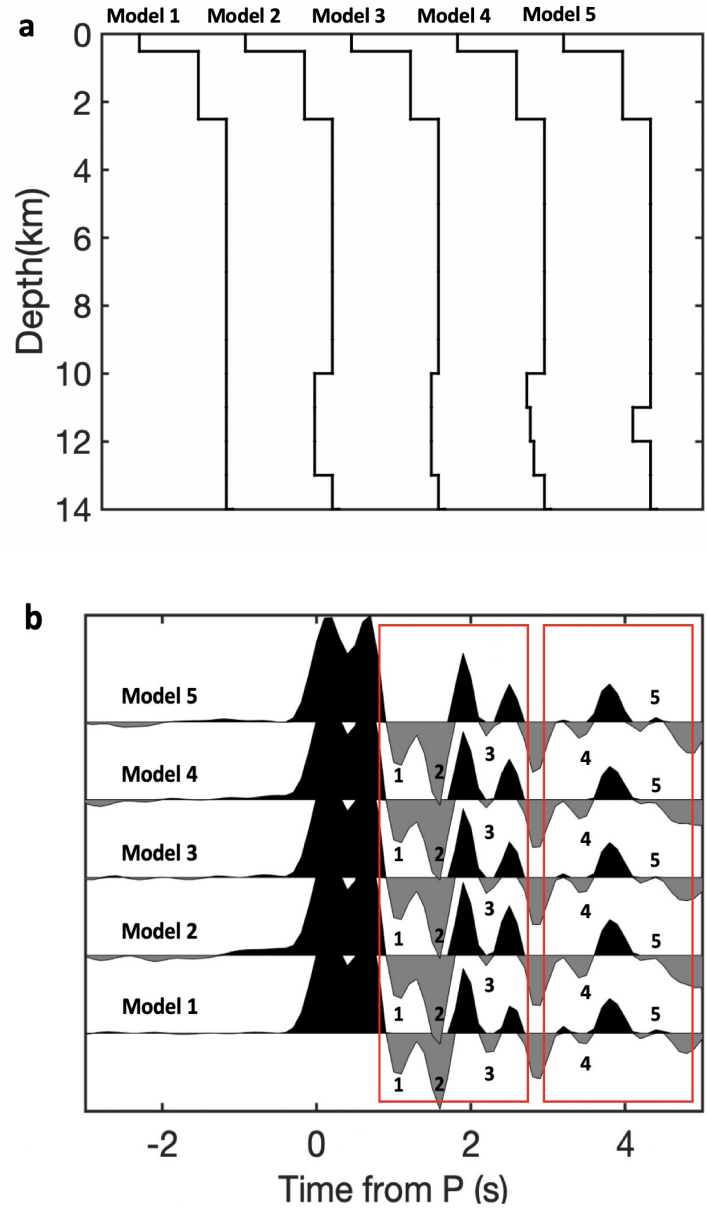 a
Model 1 Model 2 Model 3 Model 4 Model 5
0
2
4
6
8
10
12
14
Depth(km)
b
Model 5 5
1 2 3 4
Model 4 5
1 2 3 4
Model 3 5
1 2 3 4
Model 2 5
1 2 3 4
Model 1 5
1 2 3 4
-2 0 2 4
Time from P (s)